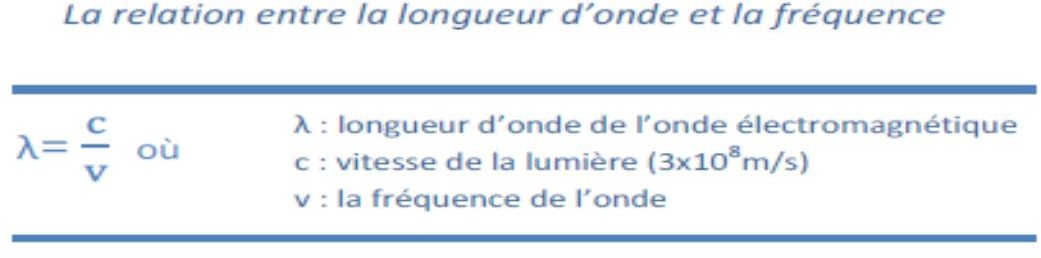 La relation entre la longueur d'onde et la fréquence
λ= c/v où
λ : longueur d'onde de l'onde électromagnétique
c : vitesse de la lumière (3x10⁸m/s)
v : la fréquence de l'onde